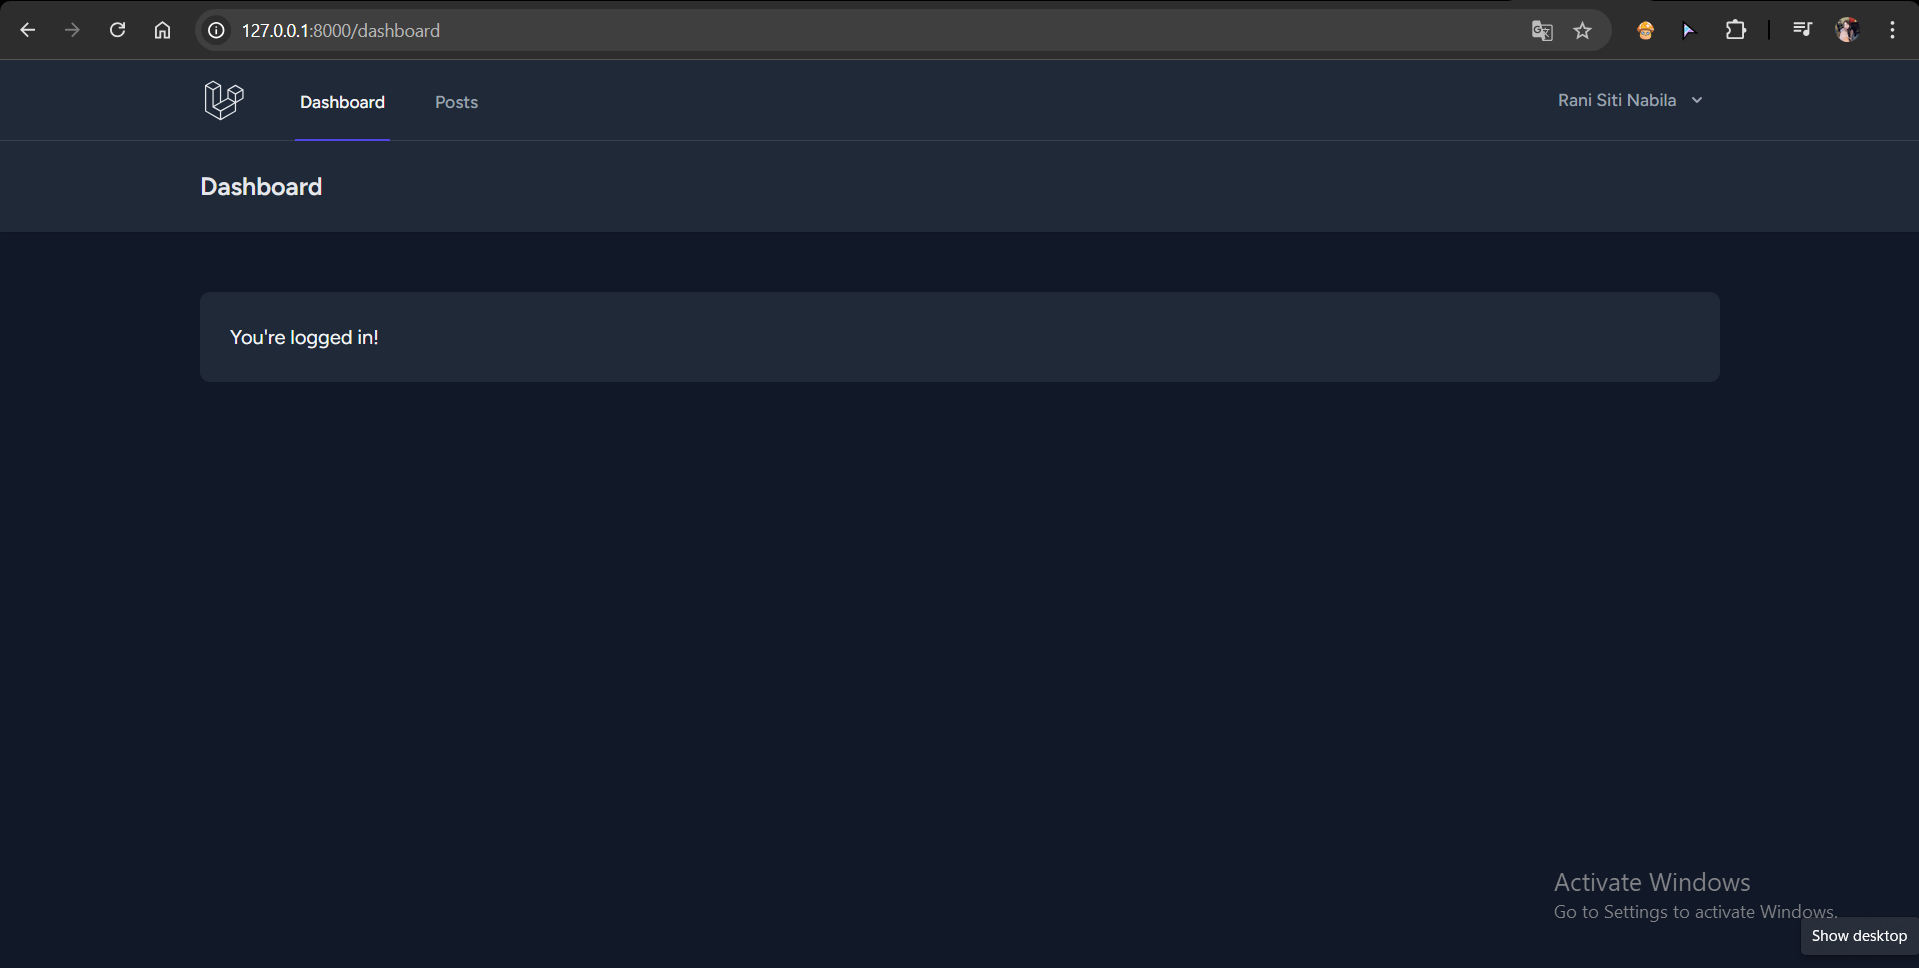 127.0.0.1:8000/dashboard
Dashboard
Posts
Rani Siti Nabila
Dashboard
You're logged in!
Activate Windows
Go to Settings to activate Windows.
Show desktop